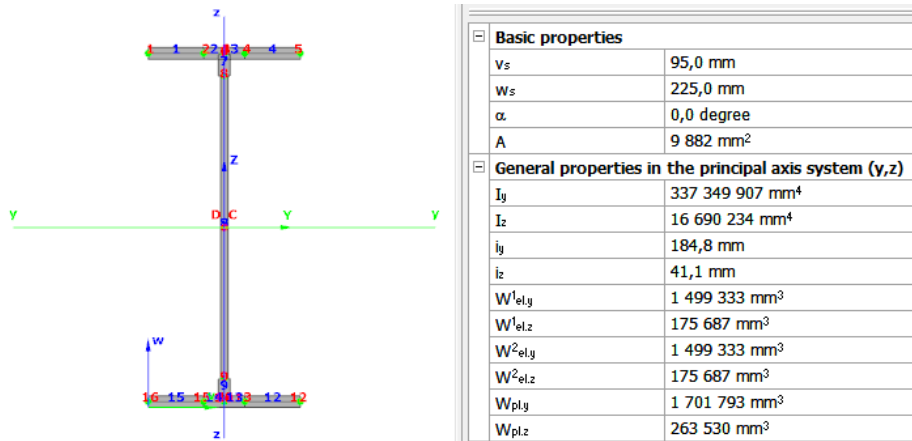 z
1 1 2 2 3 4 4 5
7
8
Z
y D C Y y
w
9
9
16 15 15 13 3 12 12
z
Basic properties
vs 95,0 mm
ws 225,0 mm
α 0,0 degree
A 9 882 mm²
General properties in the principal axis system (y,z)
Iy 337 349 907 mm⁴
Iz 16 690 234 mm⁴
iy 184,8 mm
iz 41,1 mm
W¹el.y 1 499 333 mm³
W¹el.z 175 687 mm³
W²el.y 1 499 333 mm³
W²el.z 175 687 mm³
Wpl.y 1 701 793 mm³
Wpl.z 263 530 mm³